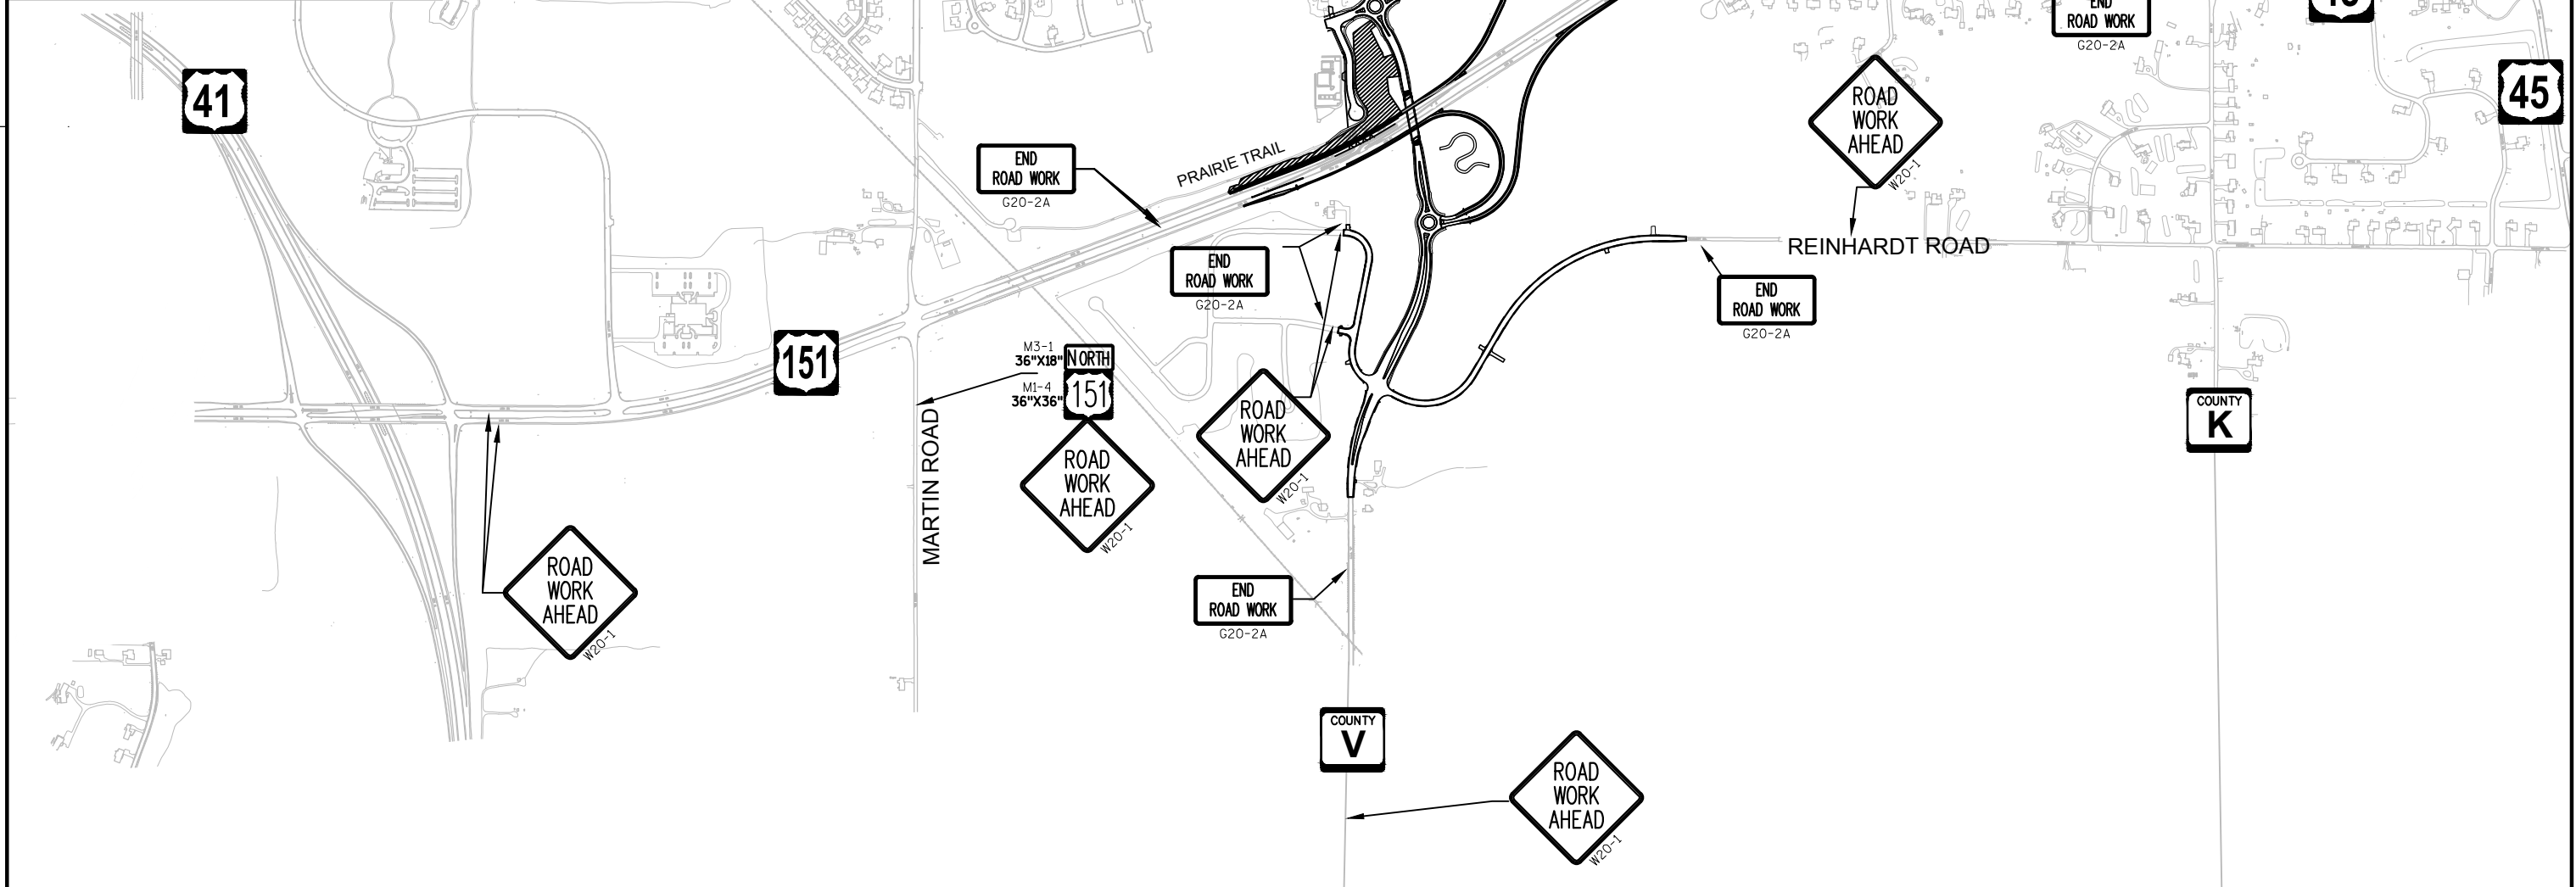 END
ROAD WORK
G20-2A
45
41
ROAD
WORK
AHEAD
W20-1
END
ROAD WORK
G20-2A
PRAIRIE TRAIL
REINHARDT ROAD
END
ROAD WORK
G20-2A
END
ROAD WORK
G20-2A
151
M3-1
36"X18"
NORTH
M1-4
36"X36"
151
ROAD
WORK
AHEAD
W20-1
MARTIN ROAD
ROAD
WORK
AHEAD
W20-1
COUNTY
K
ROAD
WORK
AHEAD
W20-1
END
ROAD WORK
G20-2A
COUNTY
V
ROAD
WORK
AHEAD
W20-1